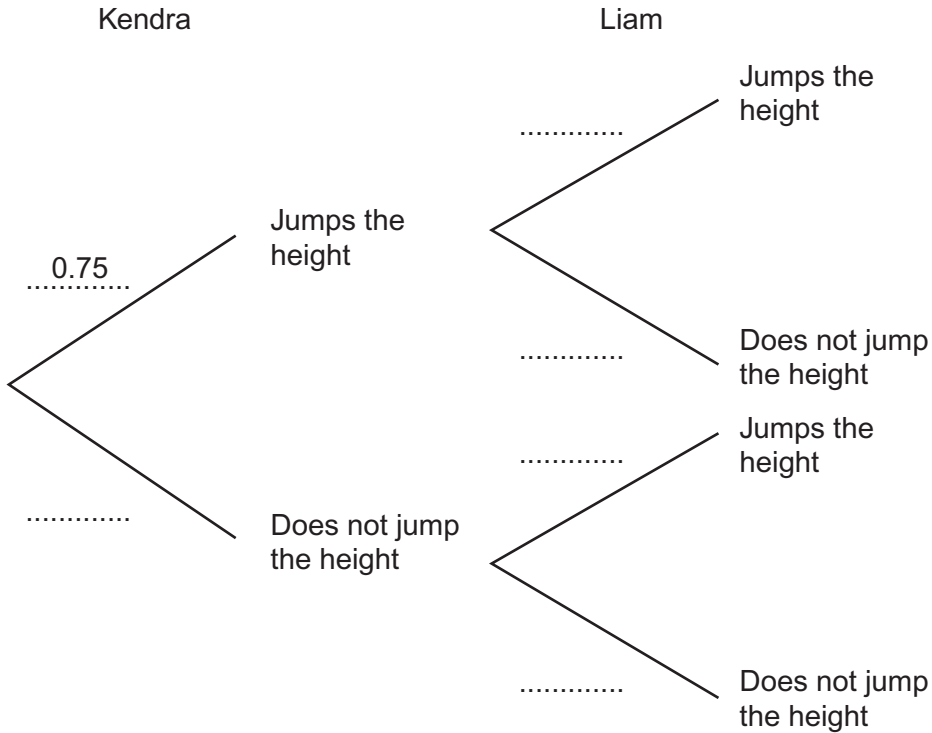 Kendra
Liam
Jumps the
height
.............
Jumps the
height
0.75
.............
.............
Does not jump
the height
.............
Jumps the
height
.............
Does not jump
the height
.............
Does not jump
the height